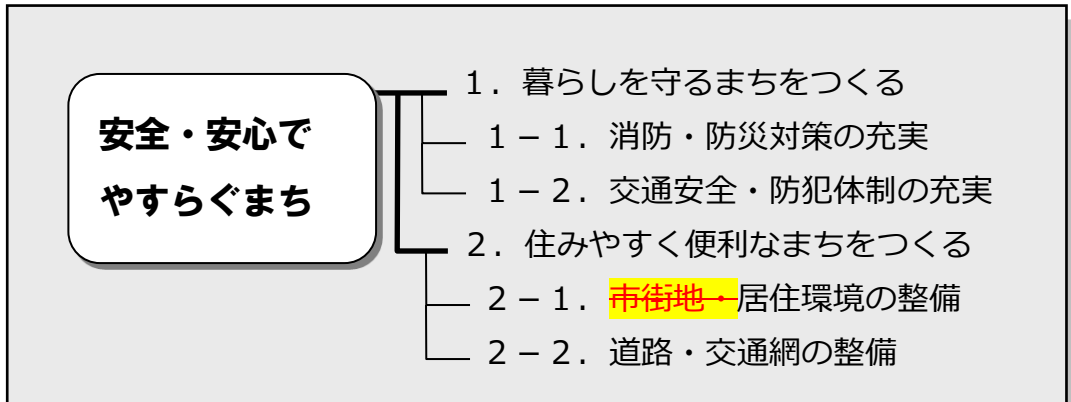 安全・安心で
やすらぐまち
１．暮らしを守るまちをつくる
１－１．消防・防災対策の充実
１－２．交通安全・防犯体制の充実
２．住みやすく便利なまちをつくる
２－１．市街地・居住環境の整備
２－２．道路・交通網の整備